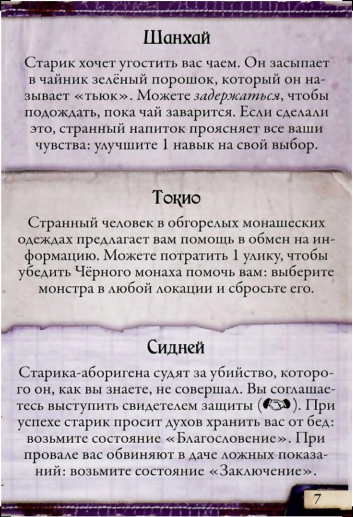 Шанхай
Старик хочет угостить вас чаем. Он засыпает
в чайник зелёный порошок, который он на-
зывает «тьюк». Можете задержаться, чтобы
подождать, пока чай заварится. Если сделали
это, странный напиток проясняет все ваши
чувства: улучшите 1 навык на свой выбор.
Токио
Странный человек в обгорелых монашеских
одеждах предлагает вам помощь в обмен на ин-
формацию. Можете потратить 1 улику, чтобы
убедить Чёрного монаха помочь вам: выберите
монстра в любой локации и сбросьте его.
Сидней
Старика-аборигена судят за убийство, которо-
го он, как вы знаете, не совершал. Вы соглашае-
тесь выступить свидетелем защиты (). При
успехе старик просит духов хранить вас от бед:
возьмите состояние «Благословение». При
провале вас обвиняют в даче ложных показа-
ний: возьмите состояние «Заключение».
7